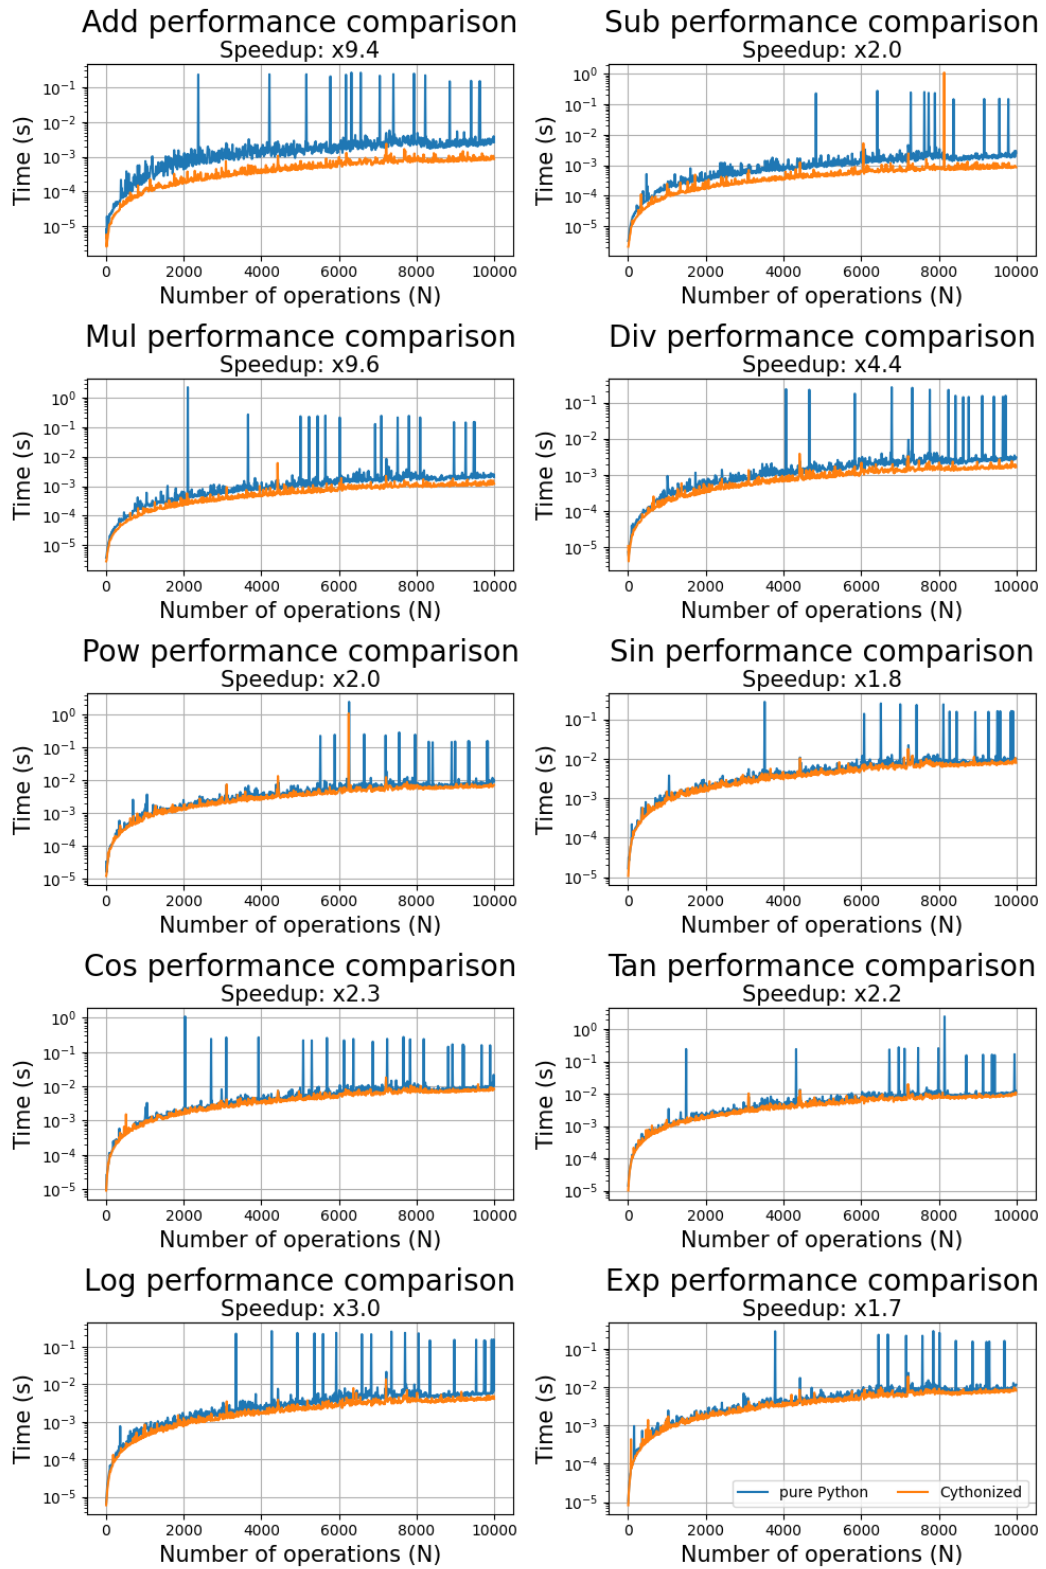 Add performance comparison
Speedup: x9.4
Time (s)
10⁻¹
10⁻²
10⁻³
10⁻⁴
10⁻⁵
0 2000 4000 6000 8000 10000
Number of operations (N)
Sub performance comparison
Speedup: x2.0
Time (s)
10⁰
10⁻¹
10⁻²
10⁻³
10⁻⁴
10⁻⁵
0 2000 4000 6000 8000 10000
Number of operations (N)
Mul performance comparison
Speedup: x9.6
Time (s)
10⁰
10⁻¹
10⁻²
10⁻³
10⁻⁴
10⁻⁵
0 2000 4000 6000 8000 10000
Number of operations (N)
Div performance comparison
Speedup: x4.4
Time (s)
10⁻¹
10⁻²
10⁻³
10⁻⁴
10⁻⁵
0 2000 4000 6000 8000 10000
Number of operations (N)
Pow performance comparison
Speedup: x2.0
Time (s)
10⁰
10⁻¹
10⁻²
10⁻³
10⁻⁴
10⁻⁵
0 2000 4000 6000 8000 10000
Number of operations (N)
Sin performance comparison
Speedup: x1.8
Time (s)
10⁻¹
10⁻²
10⁻³
10⁻⁴
10⁻⁵
0 2000 4000 6000 8000 10000
Number of operations (N)
Cos performance comparison
Speedup: x2.3
Time (s)
10⁰
10⁻¹
10⁻²
10⁻³
10⁻⁴
10⁻⁵
0 2000 4000 6000 8000 10000
Number of operations (N)
Tan performance comparison
Speedup: x2.2
Time (s)
10⁰
10⁻¹
10⁻²
10⁻³
10⁻⁴
10⁻⁵
0 2000 4000 6000 8000 10000
Number of operations (N)
Log performance comparison
Speedup: x3.0
Time (s)
10⁻¹
10⁻²
10⁻³
10⁻⁴
10⁻⁵
0 2000 4000 6000 8000 10000
Number of operations (N)
Exp performance comparison
Speedup: x1.7
Time (s)
10⁻¹
10⁻²
10⁻³
10⁻⁴
10⁻⁵
pure Python Cythonized
0 2000 4000 6000 8000 10000
Number of operations (N)